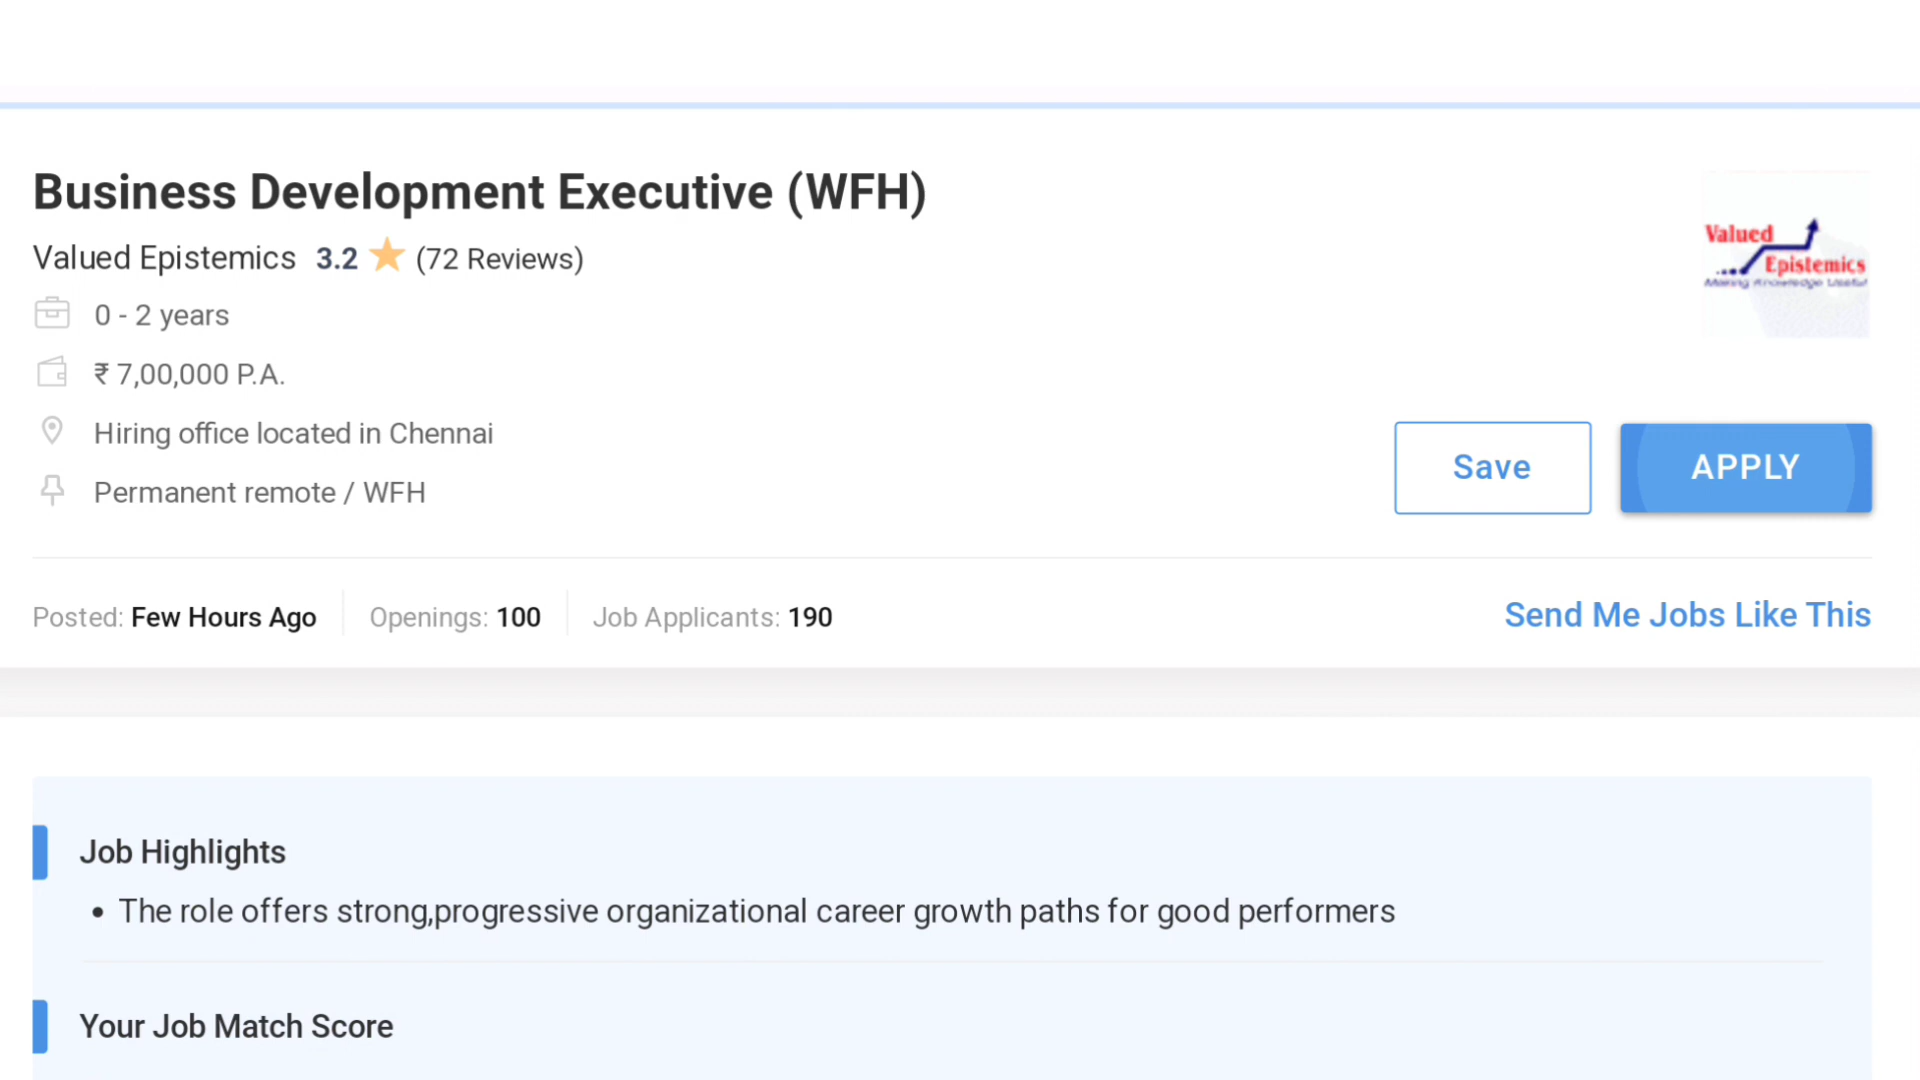 Business Development Executive (WFH)
Valued Epistemics 3.2 (72 Reviews)
Valued
Epistemics
Making Knowledge Useful
0 - 2 years
₹ 7,00,000 P.A.
Hiring office located in Chennai
Permanent remote / WFH
Save
APPLY
Posted: Few Hours Ago
Openings: 100
Job Applicants: 190
Send Me Jobs Like This
Job Highlights
• The role offers strong,progressive organizational career growth paths for good performers
Your Job Match Score